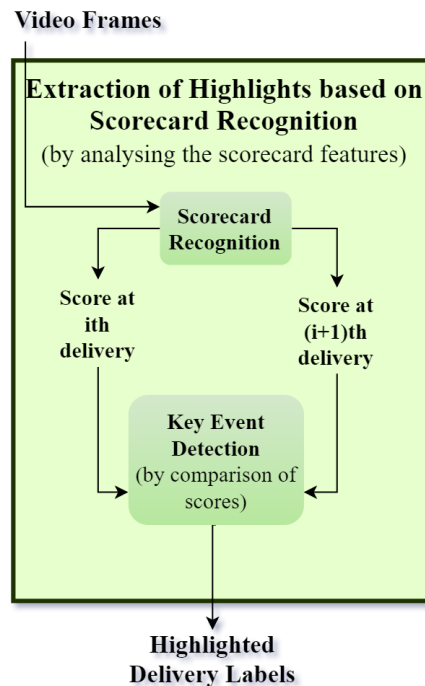 Video Frames
Extraction of Highlights based on
Scorecard Recognition
(by analysing the scorecard features)
Scorecard
Recognition
Score at
ith
delivery
Score at
(i+1)th
delivery
Key Event
Detection
(by comparison of
scores)
Highlighted
Delivery Labels